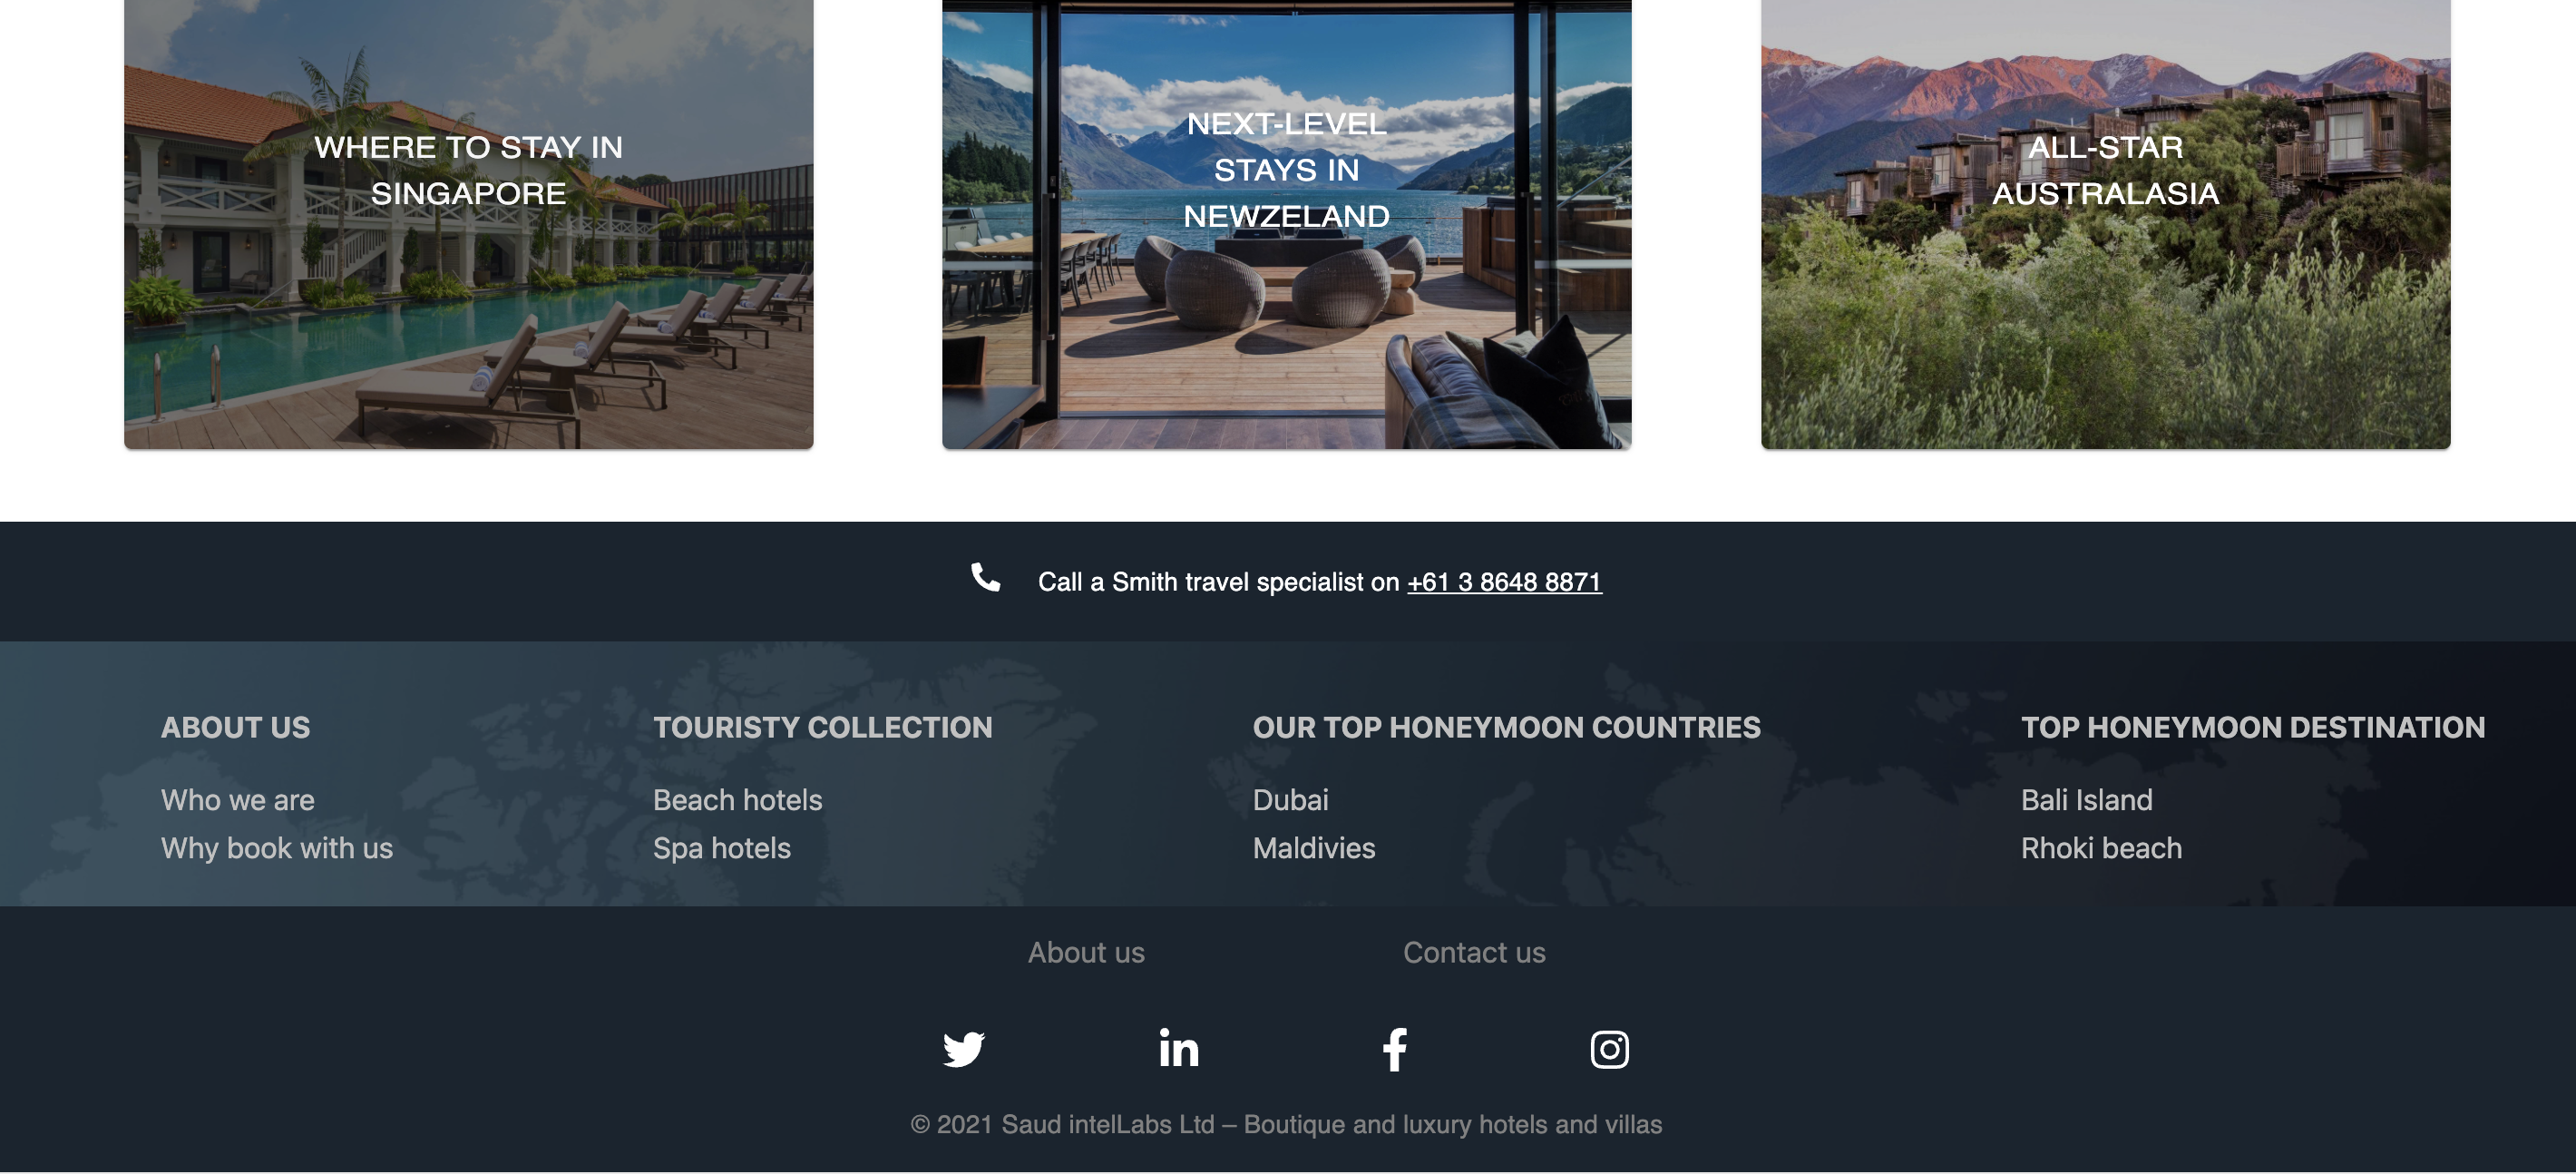 WHERE TO STAY IN
SINGAPORE
NEXT-LEVEL
STAYS IN
NEWZELAND
ALL-STAR
AUSTRALASIA
Call a Smith travel specialist on +61 3 8648 8871
ABOUT US
Who we are
Why book with us
TOURISTY COLLECTION
Beach hotels
Spa hotels
OUR TOP HONEYMOON COUNTRIES
Dubai
Maldivies
TOP HONEYMOON DESTINATION
Bali Island
Rhoki beach
About us
Contact us
© 2021 Saud intelLabs Ltd – Boutique and luxury hotels and villas